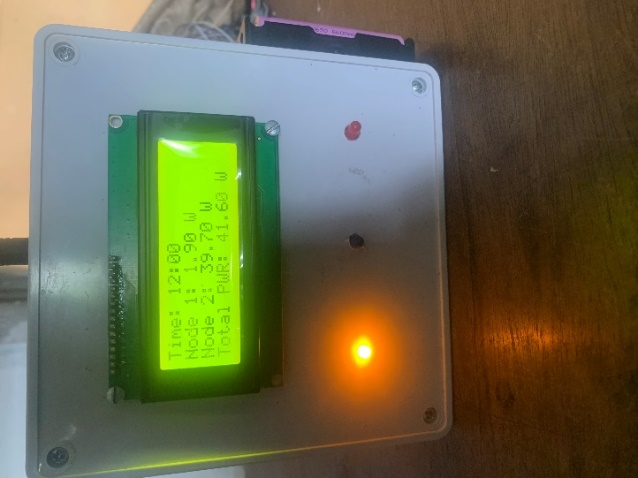 Time: 12:00
Node 1: 1.90 W
Node 2: 39.70 W
Total PWR: 41.60 W